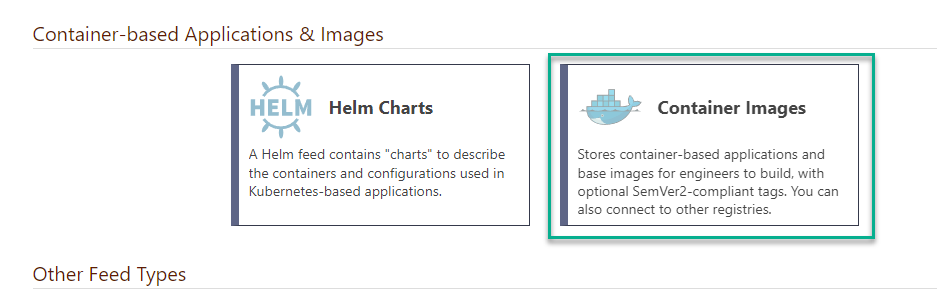 Container-based Applications & Images
HELM
Helm Charts
A Helm feed contains "charts" to describe
the containers and configurations used in
Kubernetes-based applications.
Container Images
Stores container-based applications and
base images for engineers to build, with
optional SemVer2-compliant tags. You can
also connect to other registries.
Other Feed Types